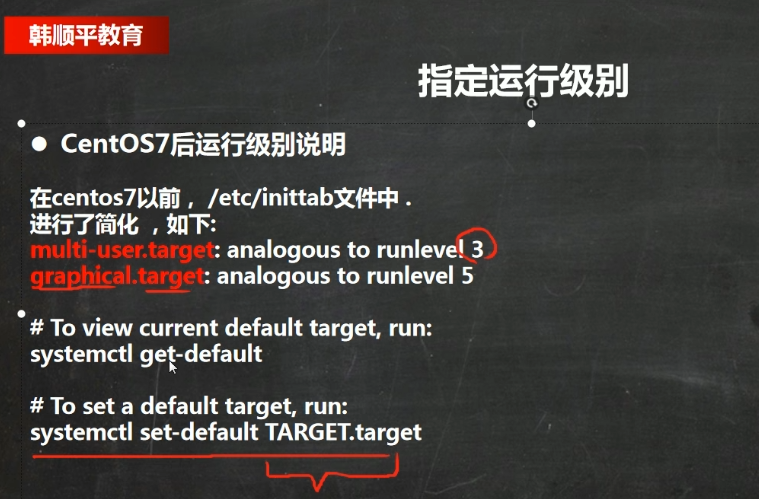 韩顺平教育
指定运行级别
● CentOS7后运行级别说明
在centos7以前， /etc/inittab文件中 .
进行了简化 ，如下:
multi-user.target: analogous to runlevel 3
graphical.target: analogous to runlevel 5
# To view current default target, run:
systemctl get-default
# To set a default target, run:
systemctl set-default TARGET.target